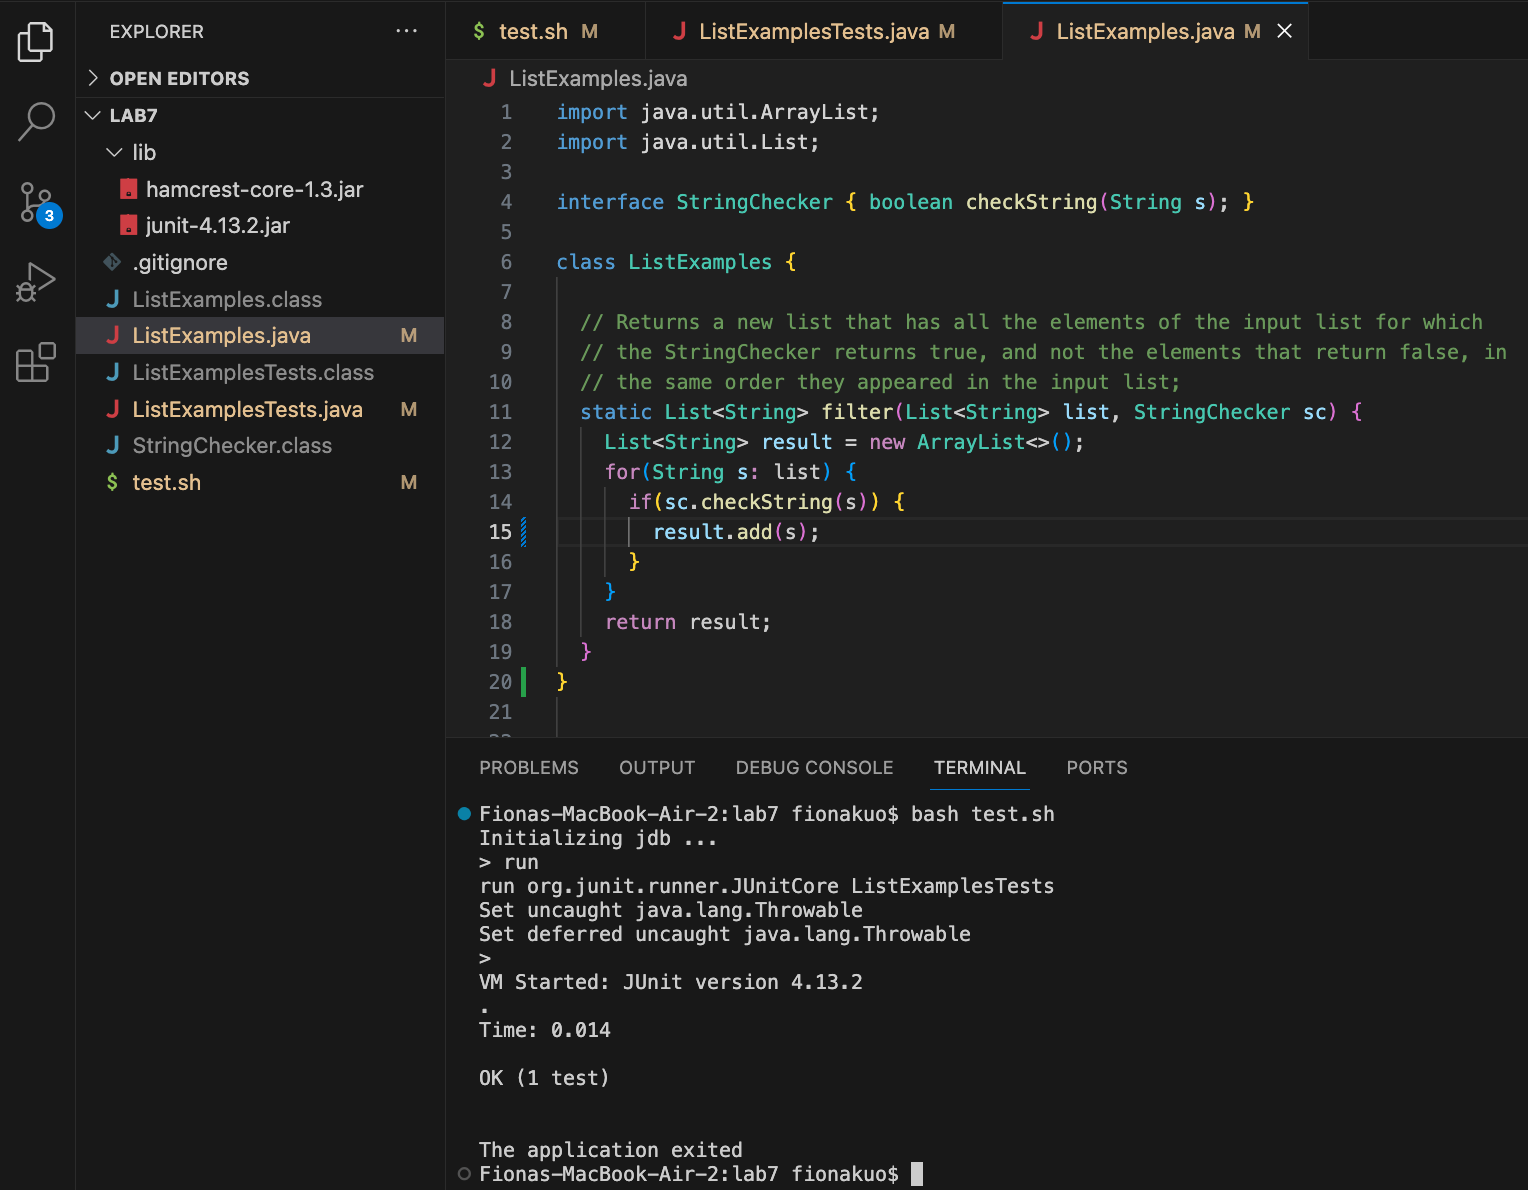 EXPLORER
OPEN EDITORS
LAB7
lib
hamcrest-core-1.3.jar
junit-4.13.2.jar
.gitignore
ListExamples.class
ListExamples.java M
ListExamplesTests.class
ListExamplesTests.java M
StringChecker.class
$ test.sh M
3
$ test.sh M
ListExamplesTests.java M
ListExamples.java M
ListExamples.java
1 import java.util.ArrayList;
2 import java.util.List;
3
4 interface StringChecker { boolean checkString(String s); }
5
6 class ListExamples {
7
8 // Returns a new list that has all the elements of the input list for which
9 // the StringChecker returns true, and not the elements that return false, in
10 // the same order they appeared in the input list;
11 static List<String> filter(List<String> list, StringChecker sc) {
12 List<String> result = new ArrayList<>();
13 for(String s: list) {
14 if(sc.checkString(s)) {
15 result.add(s);
16 }
17 }
18 return result;
19 }
20 }
21
PROBLEMS OUTPUT DEBUG CONSOLE TERMINAL PORTS
Fionas-MacBook-Air-2:lab7 fionakuo$ bash test.sh
Initializing jdb ...
> run
run org.junit.runner.JUnitCore ListExamplesTests
Set uncaught java.lang.Throwable
Set deferred uncaught java.lang.Throwable
>
VM Started: JUnit version 4.13.2
.
Time: 0.014
OK (1 test)
The application exited
Fionas-MacBook-Air-2:lab7 fionakuo$